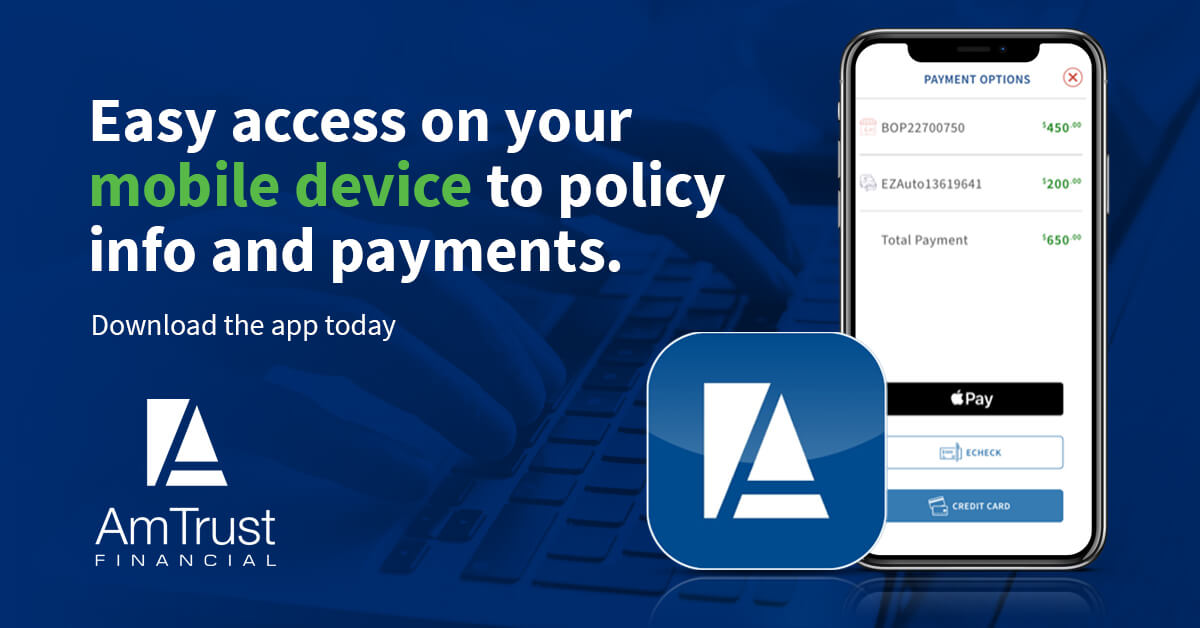 Easy access on your
mobile device to policy
info and payments.
Download the app today
AmTrust
FINANCIAL
PAYMENT OPTIONS
BOP22700750 $450.00
EZAuto13619641 $200.00
Total Payment $650.00
Pay
ECHECK
CREDIT CARD